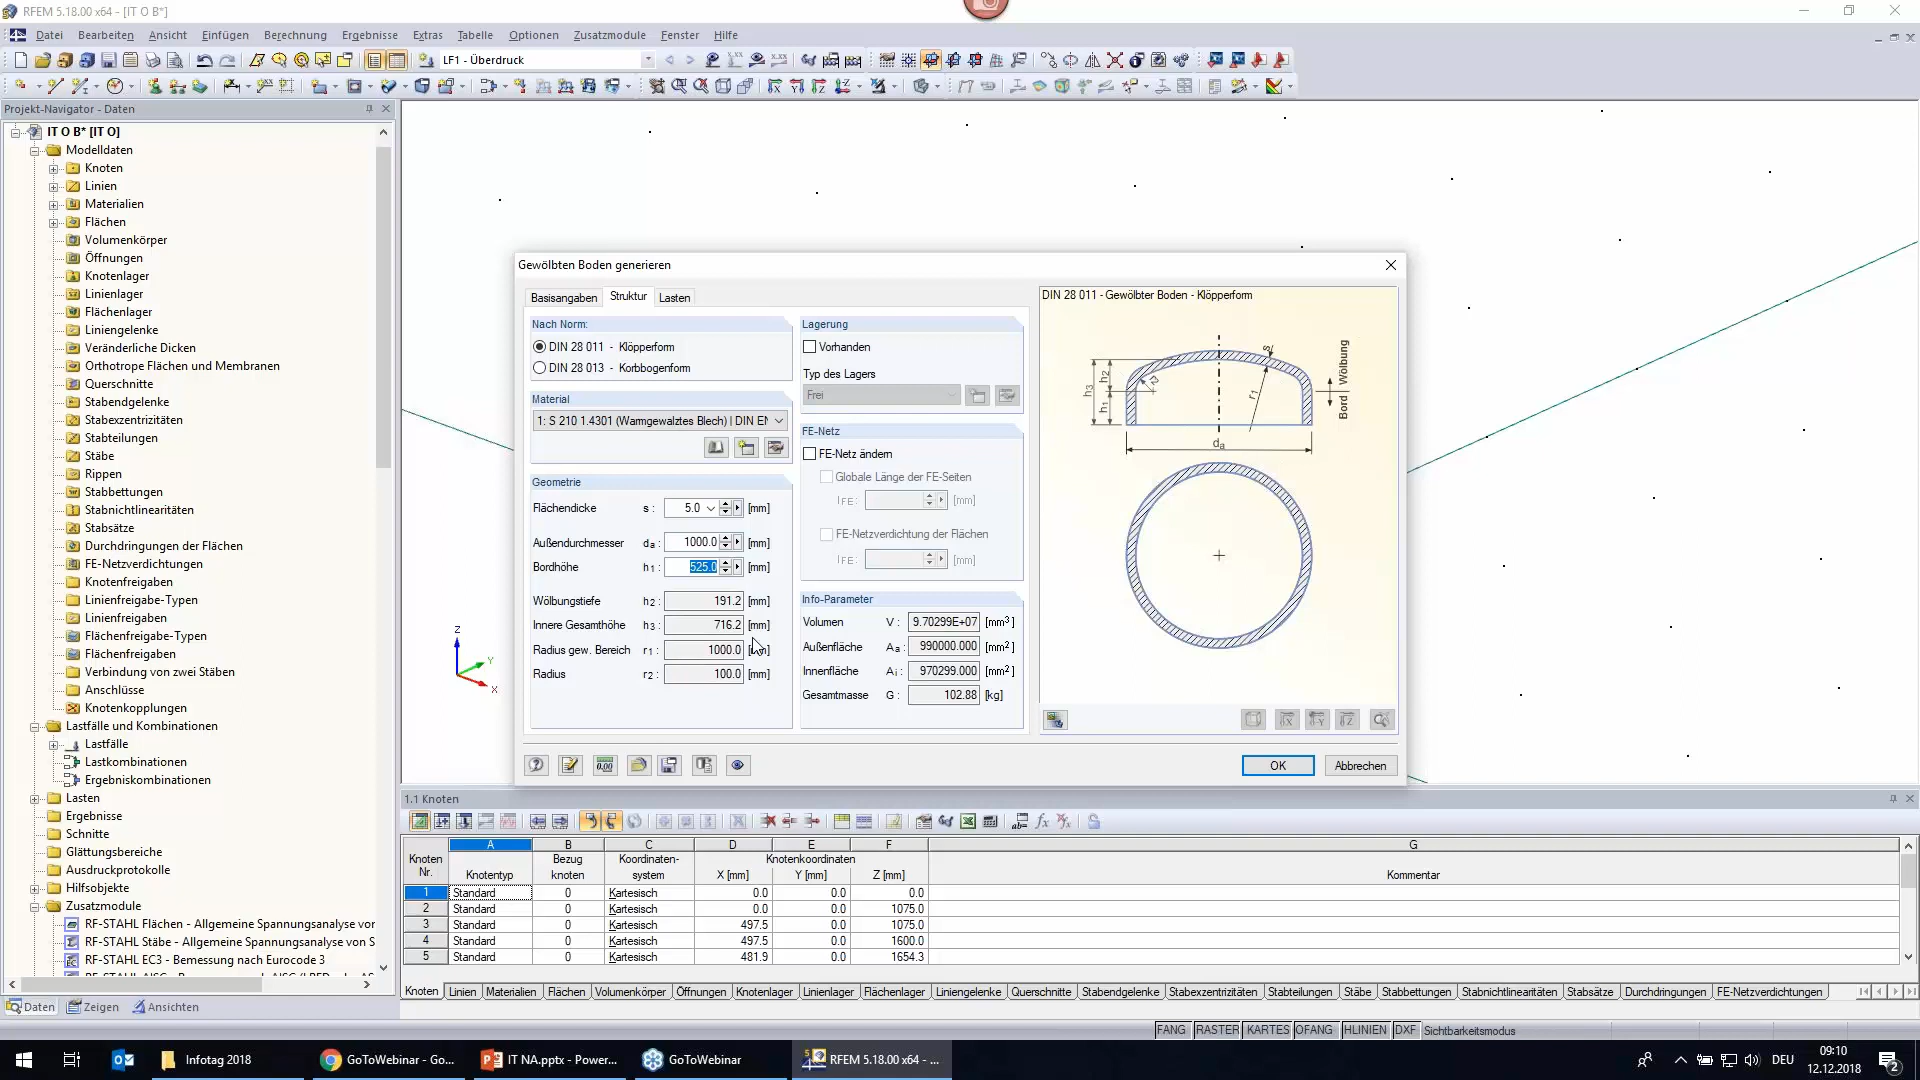 RFEM 5.18.00 x64 - [IT O B*]
Datei Bearbeiten Ansicht Einfügen Berechnung Ergebnisse Extras Tabelle Optionen Zusatzmodule Fenster Hilfe
LF1 - Überdruck
Projekt-Navigator - Daten
IT O B* [IT O]
Modelldaten
Knoten
Linien
Materialien
Flächen
Volumenkörper
Öffnungen
Knotenlager
Linienlager
Flächenlager
Liniengelenke
Veränderliche Dicken
Orthotrope Flächen und Membranen
Querschnitte
Stabendgelenke
Stabexzentrizitäten
Stabteilungen
Stäbe
Rippen
Stabbettungen
Stabnichtlinearitäten
Stabsätze
Durchdringungen der Flächen
FE-Netzverdichtungen
Knotenfreigaben
Linienfreigabe-Typen
Linienfreigaben
Flächenfreigabe-Typen
Flächenfreigaben
Verbindung von zwei Stäben
Anschlüsse
Knotenkopplungen
Lastfälle und Kombinationen
Lastfälle
Lastkombinationen
Ergebniskombinationen
Lasten
Ergebnisse
Schnitte
Glättungsbereiche
Ausdruckprotokolle
Hilfsobjekte
Zusatzmodule
RF-STAHL Flächen - Allgemeine Spannungsanalyse vor
RF-STAHL Stäbe - Allgemeine Spannungsanalyse von S
RF-STAHL EC3 - Bemessung nach Eurocode 3
Daten Zeigen Ansichten
Z
Y
X
Gewölbten Boden generieren
Basisangaben Struktur Lasten
Nach Norm:
DIN 28 011 - Klöpperform
DIN 28 013 - Korbbogenform
Material
1: S 210 1.4301 (Warmgewalztes Blech) | DIN EN
Geometrie
Flächendicke s : 5.0 [mm]
Außendurchmesser da : 1000.0 [mm]
Bordhöhe h1 : 525.0 [mm]
Wölbungstiefe h2 : 191.2 [mm]
Innere Gesamthöhe h3 : 716.2 [mm]
Radius gew. Bereich r1 : 1000.0 [mm]
Radius r2 : 100.0 [mm]
Lagerung
Vorhanden
Typ des Lagers
Frei
FE-Netz
FE-Netz ändern
Globale Länge der FE-Seiten
lFE: [mm]
FE-Netzverdichtung der Flächen
lFE: [mm]
Info-Parameter
Volumen V : 9.70299E+07 [mm3]
Außenfläche Aa : 990000.000 [mm2]
Innenfläche Ai : 970299.000 [mm2]
Gesamtmasse G : 102.88 [kg]
DIN 28 011 - Gewölbter Boden - Klöpperform
s
h3
h2
h1
r2
r1
da
Bord Wölbung
OK Abbrechen
1.1 Knoten
A B C D E F G
Knoten Nr. Knotentyp Bezug knoten Koordinaten-system Knotenkoordinaten X [mm] Y [mm] Z [mm] Kommentar
1 Standard 0 Kartesisch 0.0 0.0 0.0
2 Standard 0 Kartesisch 0.0 0.0 1075.0
3 Standard 0 Kartesisch 497.5 0.0 1075.0
4 Standard 0 Kartesisch 497.5 0.0 1600.0
5 Standard 0 Kartesisch 481.9 0.0 1654.3
Knoten Linien Materialien Flächen Volumenkörper Öffnungen Knotenlager Linienlager Flächenlager Liniengelenke Querschnitte Stabendgelenke Stabexzentrizitäten Stabteilungen Stäbe Stabbettungen Stabnichtlinearitäten Stabsätze Durchdringungen FE-Netzverdichtungen
FANG RASTER KARTES OFANG HLINIEN DXF Sichtbarkeitsmodus
Infotag 2018 GoToWebinar - Go... IT NA.pptx - Power... GoToWebinar RFEM 5.18.00 x64 - ...
DEU 09:10
12.12.2018
2